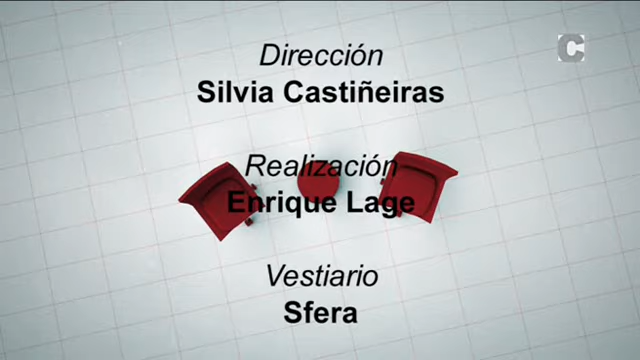 C
Dirección
Silvia Castiñeiras
Realización
Enrique Lage
Vestiario
Sfera